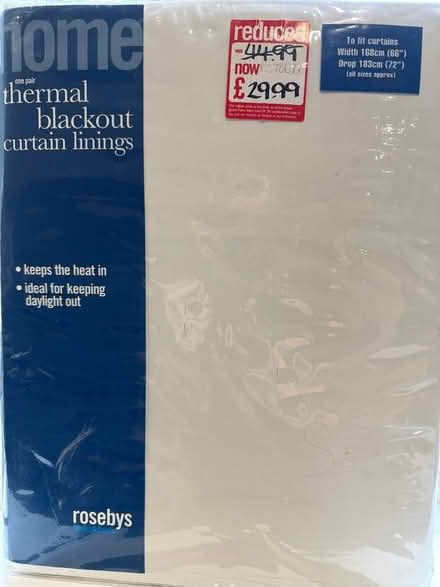 home
one pair
thermal
blackout
curtain linings
• keeps the heat in
• ideal for keeping
daylight out
rosebys
reduced
44.99
now
£29.99
To fit curtains
Width 168cm (66")
Drop 183cm (72")
(all sizes approx)